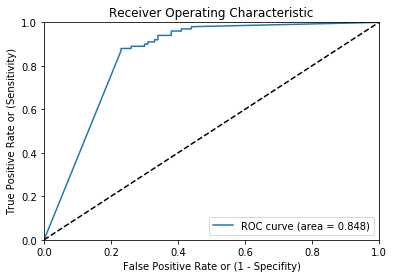 Receiver Operating Characteristic
True Positive Rate or (Sensitivity)
1.0
0.8
0.6
0.4
0.2
0.0
ROC curve (area = 0.848)
0.0 0.2 0.4 0.6 0.8 1.0
False Positive Rate or (1 - Specifity)